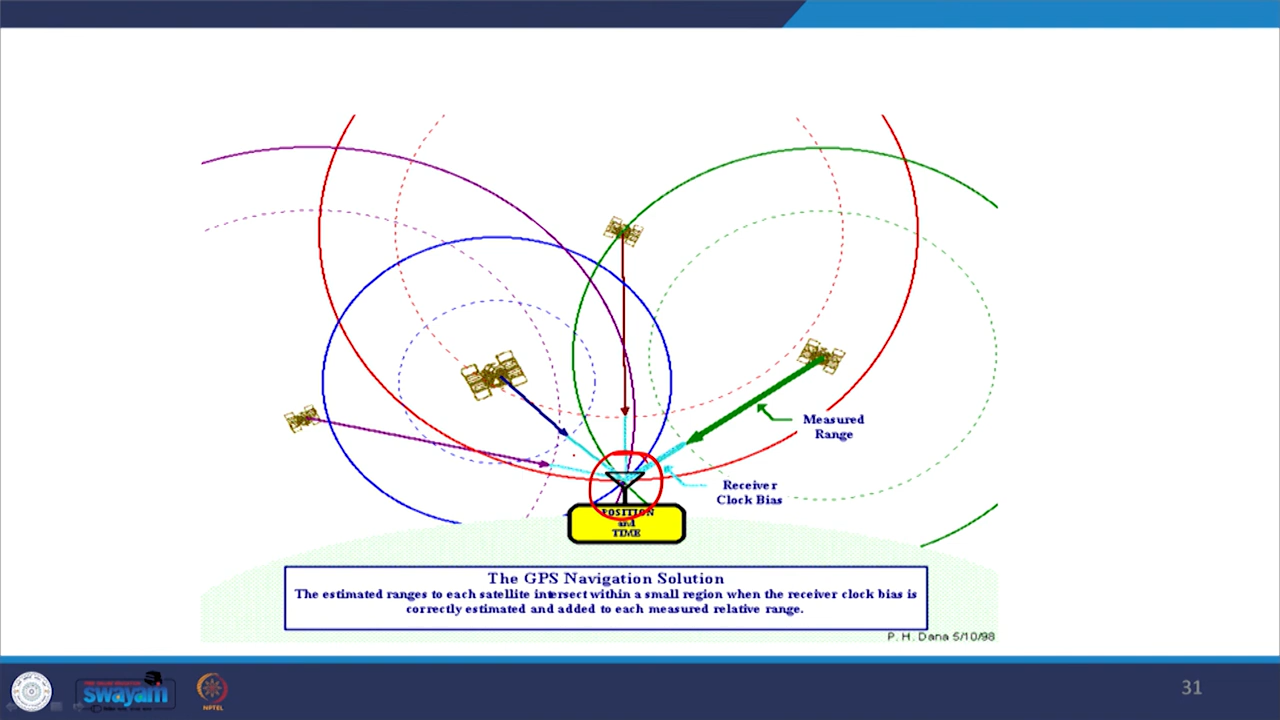 Measured
Range
Receiver
Clock Bias
POSITION
and
TIME
The GPS Navigation Solution
The estimated ranges to each satellite intersect within a small region when the receiver clock bias is
correctly estimated and added to each measured relative range.
P. H. Dana 5/10/98
swayam
NPTEL
31